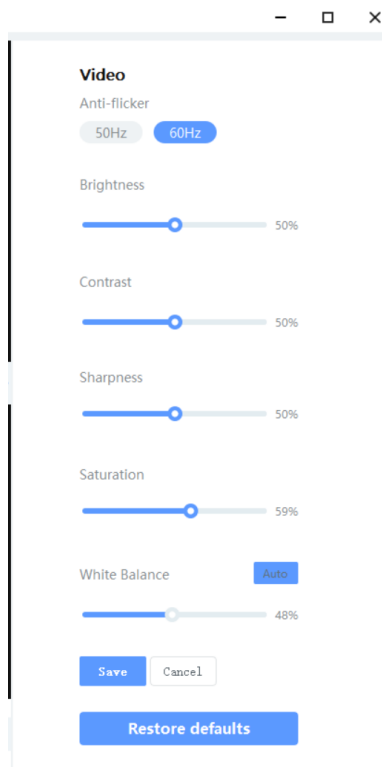 Video
Anti-flicker
50Hz 60Hz
Brightness
50%
Contrast
50%
Sharpness
50%
Saturation
59%
White Balance Auto
48%
Save Cancel
Restore defaults